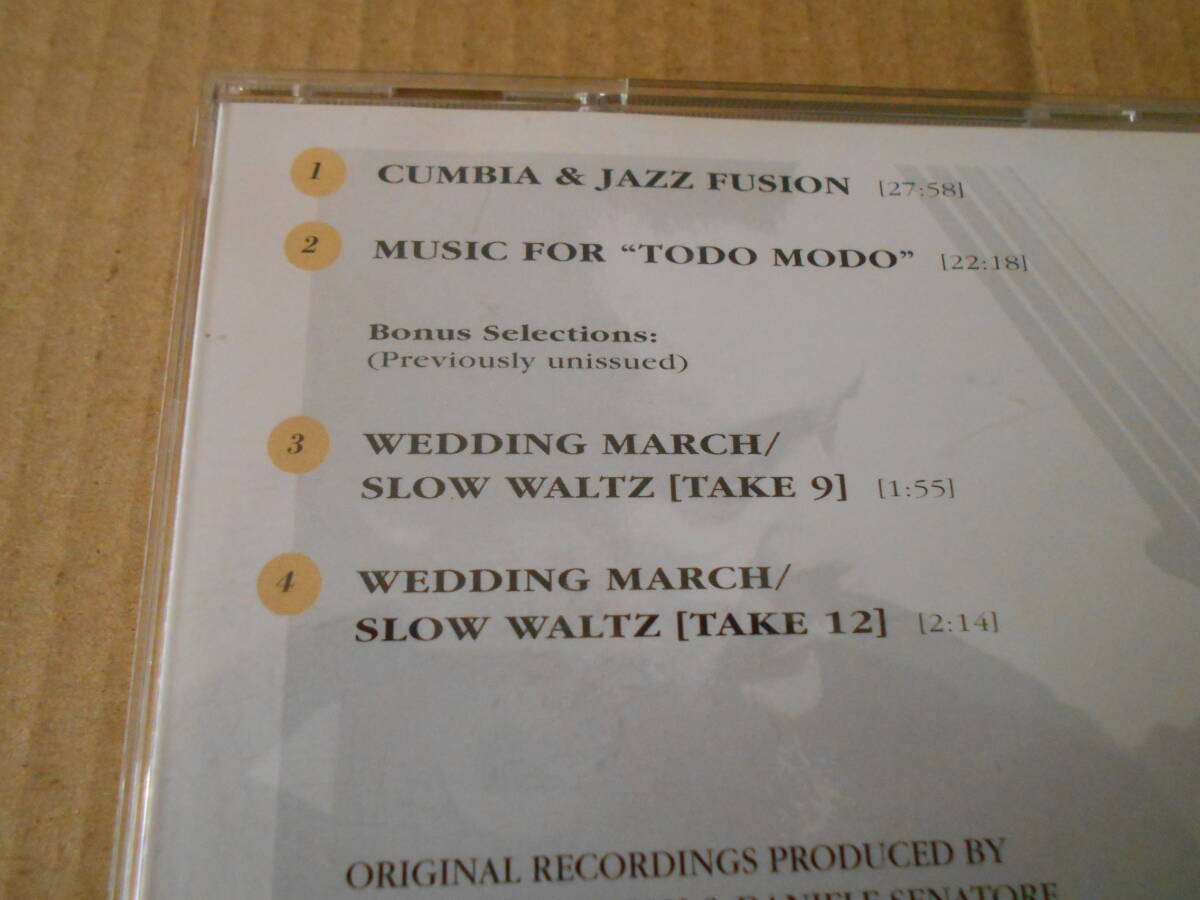 1 CUMBIA & JAZZ FUSION [27:58]
2 MUSIC FOR “TODO MODO” [22:18]
Bonus Selections:
(Previously unissued)
3 WEDDING MARCH/
SLOW WALTZ [TAKE 9] [1:55]
4 WEDDING MARCH/
SLOW WALTZ [TAKE 12] [2:14]
ORIGINAL RECORDINGS PRODUCED BY
DANIELE SENATORE